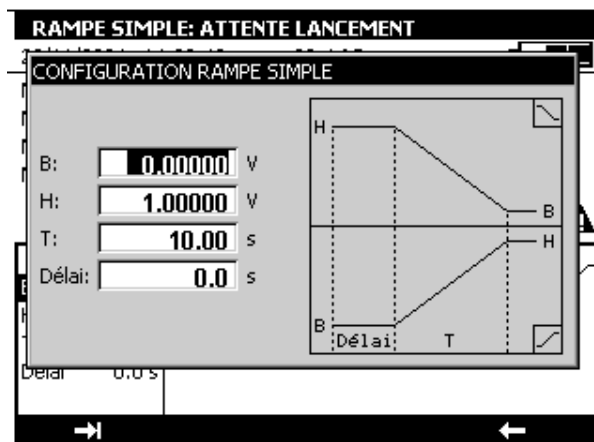 RAMPE SIMPLE: ATTENTE LANCEMENT
CONFIGURATION RAMPE SIMPLE
B: 0.00000 V
H: 1.00000 V
T: 10.00 s
Délai: 0.0 s
H
B
H
B
Délai T
0.0 s